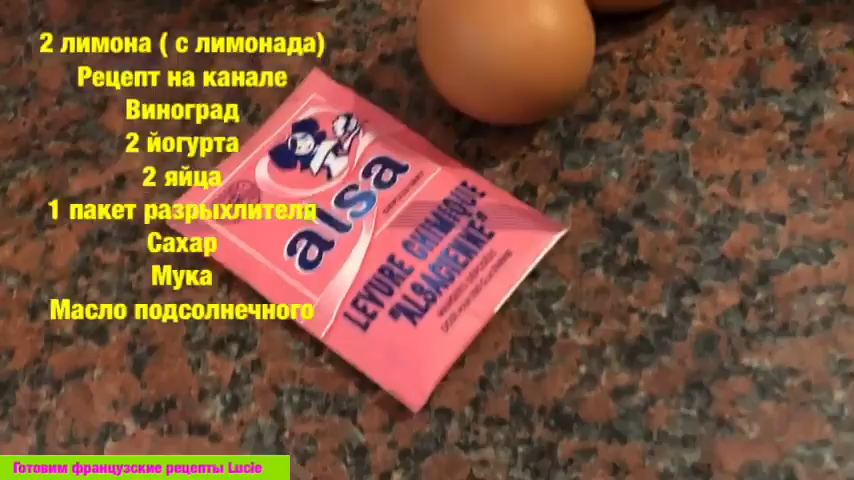 2 лимона ( с лимонада)
Рецепт на канале
Виноград
2 йогурта
2 яйца
1 пакет разрыхлителя
Сахар
Мука
Масло подсолнечного
alsa
LEVURE CHIMIQUE
"ALSACIENNE"
Готовим французские рецепты Lucie